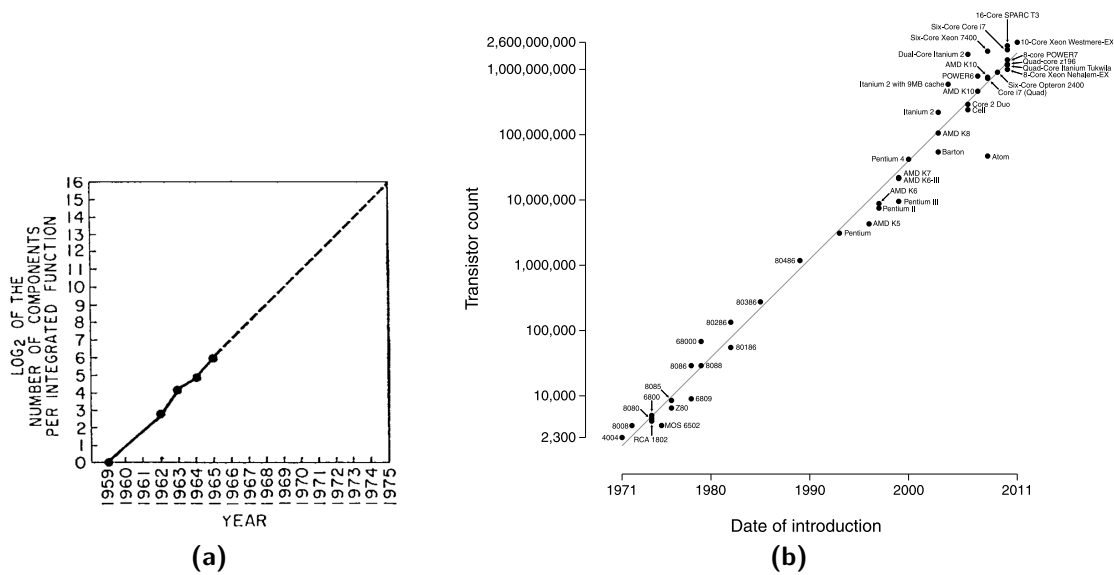 16
15
14
13
12
11
10
9
8
7
6
5
4
3
2
1
0
LOG2 OF THE
NUMBER OF COMPONENTS
PER INTEGRATED FUNCTION
1959
1960
1961
1962
1963
1964
1965
1966
1967
1968
1969
1970
1971
1972
1973
1974
1975
YEAR
(a)
Transistor count
2,600,000,000
1,000,000,000
100,000,000
10,000,000
1,000,000
100,000
10,000
2,300
16-Core SPARC T3
Six-Core Core i7
Six-Core Xeon 7400
10-Core Xeon Westmere-EX
Dual-Core Itanium 2
8-core POWER7
Quad-core z196
Quad-Core Itanium Tukwila
8-Core Xeon Nehalem-EX
AMD K10
POWER6
Itanium 2 with 9MB cache
Six-Core Opteron 2400
AMD K10
Core i7 (Quad)
Core 2 Duo
Cell
Itanium 2
AMD K8
Pentium 4
Barton
Atom
AMD K7
AMD K6-III
AMD K6
Pentium III
Pentium II
AMD K5
Pentium
80486
80386
80286
68000
80186
8086
8088
8085
6800
6809
8080
Z80
8008
MOS 6502
4004
RCA 1802
1971
1980
1990
2000
2011
Date of introduction
(b)